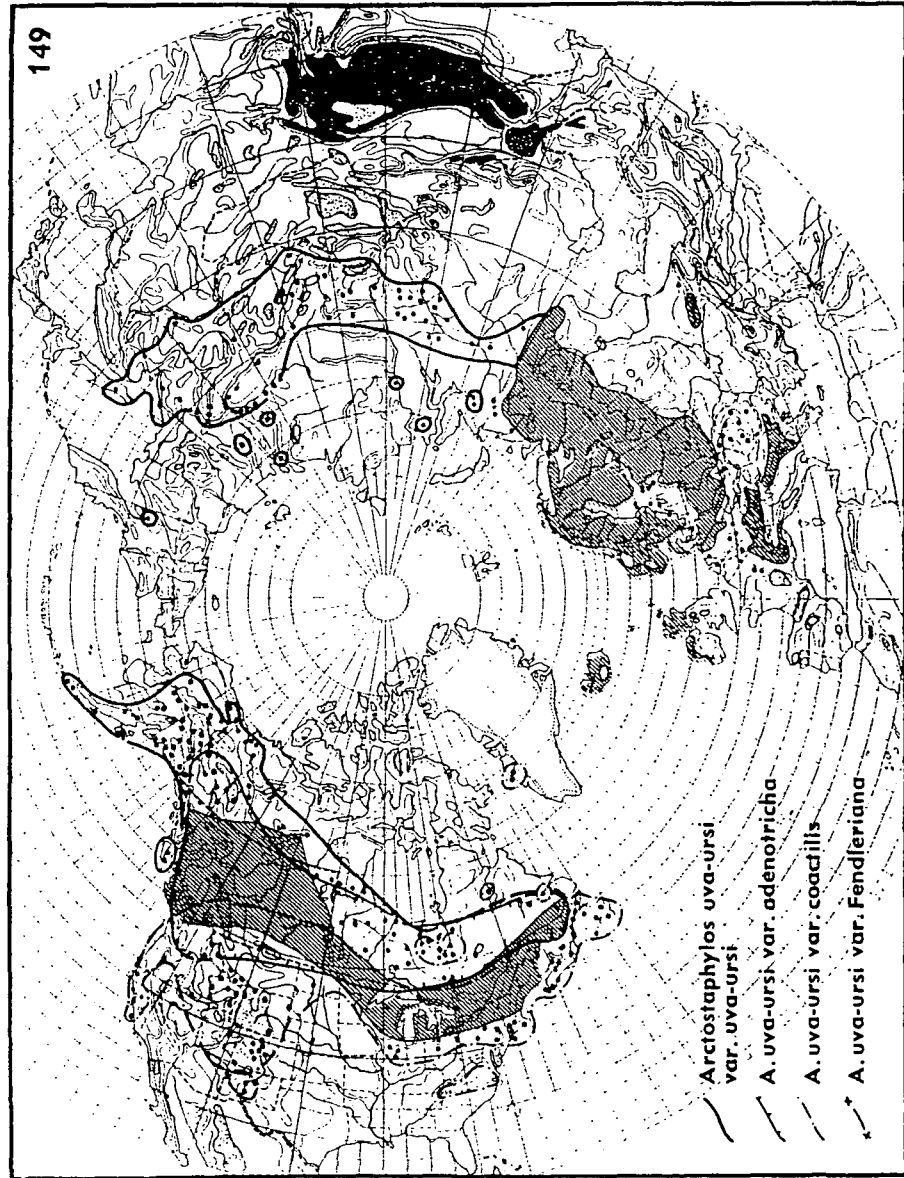 149
Arctostaphylos uva-ursi
var. uva-ursi
A. uva-ursi var. adenotricha
A. uva-ursi var. coactilis
A. uva-ursi var. Fendleriana